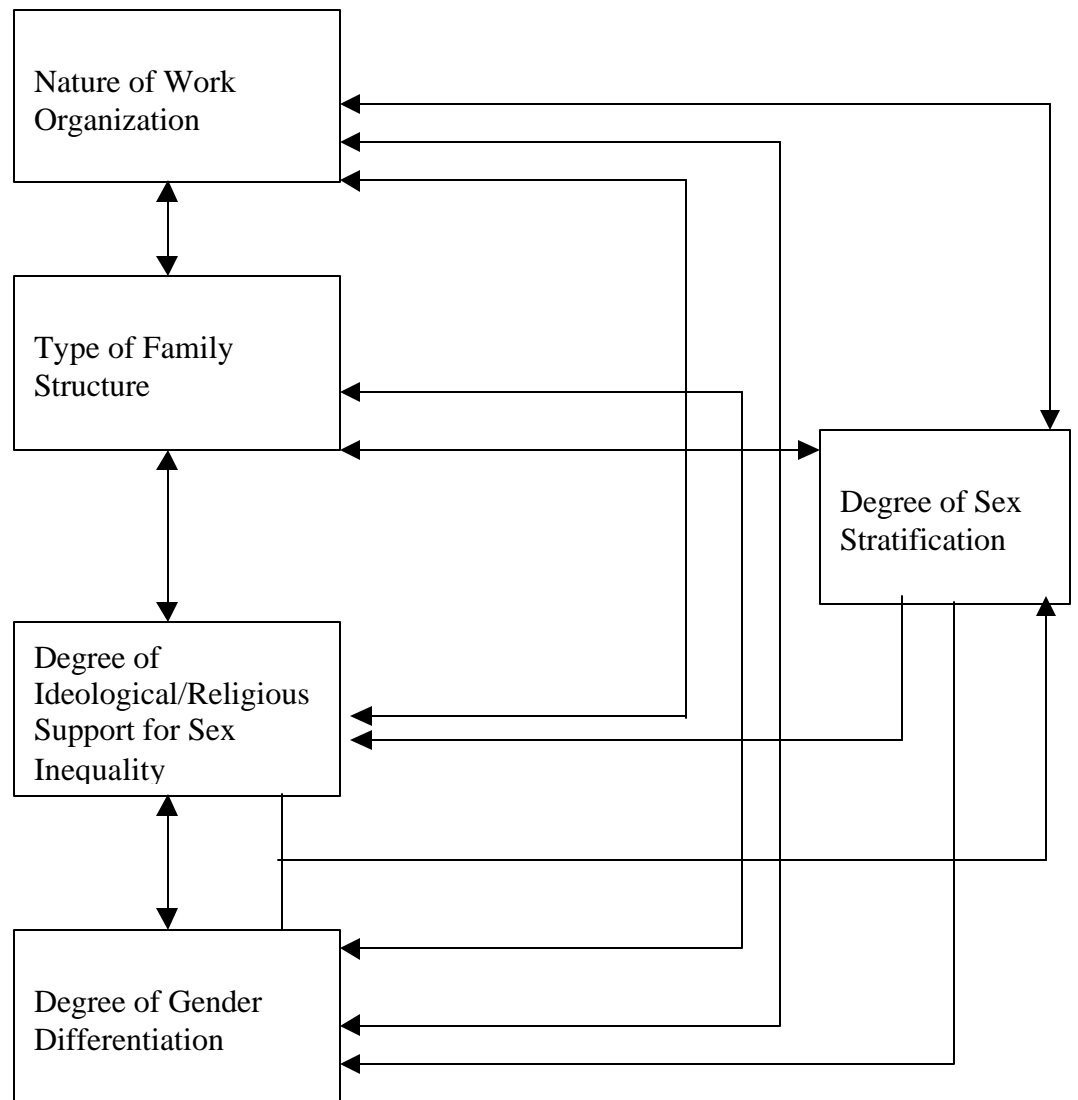 Nature of Work
Organization
Type of Family
Structure
Degree of Sex
Stratification
Degree of
Ideological/Religious
Support for Sex
Inequality
Degree of Gender
Differentiation